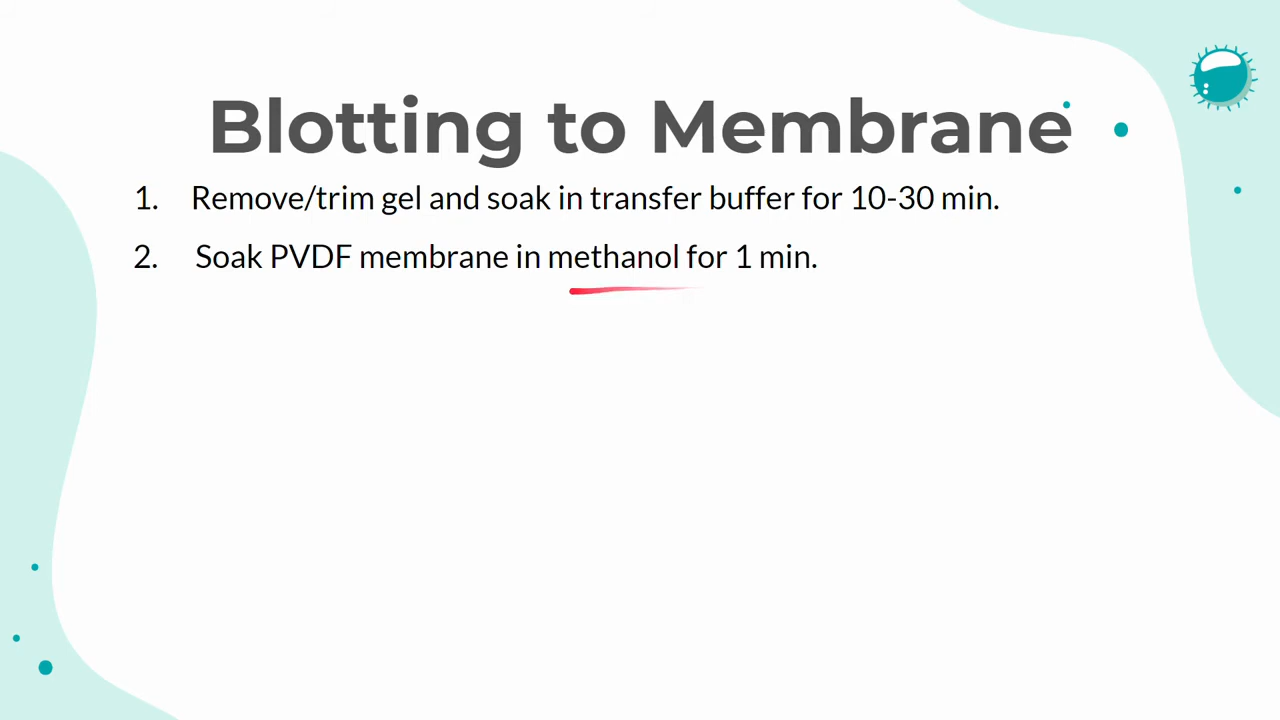 Blotting to Membrane
1. Remove/trim gel and soak in transfer buffer for 10-30 min.
2. Soak PVDF membrane in methanol for 1 min.